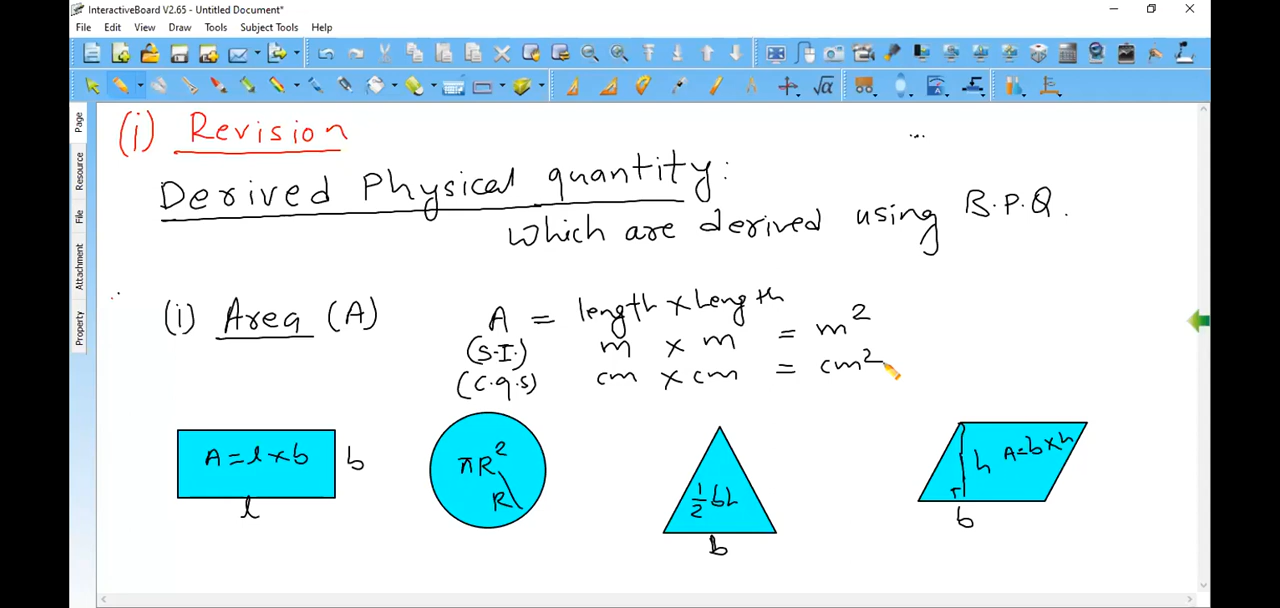 InteractiveBoard V2.65 - Untitled Document*
File Edit View Draw Tools Subject Tools Help
Page
Resource
File
Attachment
Property
(i) Revision
Derived Physical quantity:
which are derived using B.P.Q.
(i) Area (A)
A = length × Length
(S.I.) m × m = m²
(C.g.s) cm × cm = cm²
A = l × b
b
l
πR²
R
½ bh
b
h
A = b × h
b